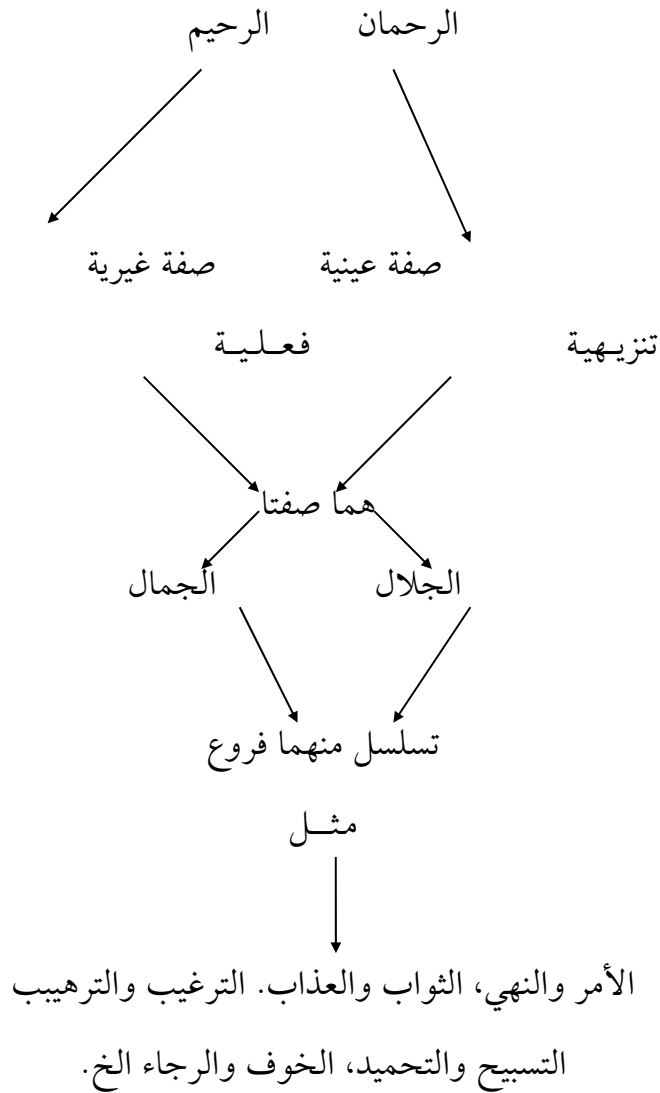 الرحمان الرحيم
صفة عينية صفة غيرية
تنزيهية فعلية
هما صفتا
الجلال الجمال
تسلسل منهما فروع
مثل
الأمر والنهي، الثواب والعذاب. الترغيب والترهيبب
التسبيح والتحميد، الخوف والرجاء الخ.